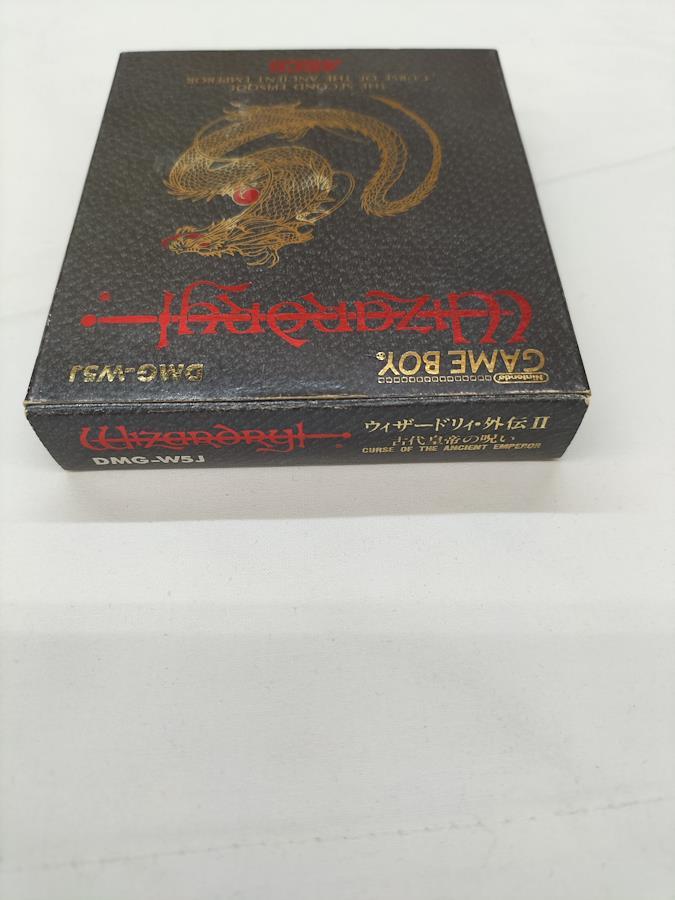 Nintendo
GAME BOY
DMG-W5J
Wizardry
THE SECOND EPISODE
CURSE OF THE ANCIENT EMPEROR
ASCII
Wizardry
DMG-W5J
ウィザードリィ・外伝II
古代皇帝の呪い
CURSE OF THE ANCIENT EMPEROR